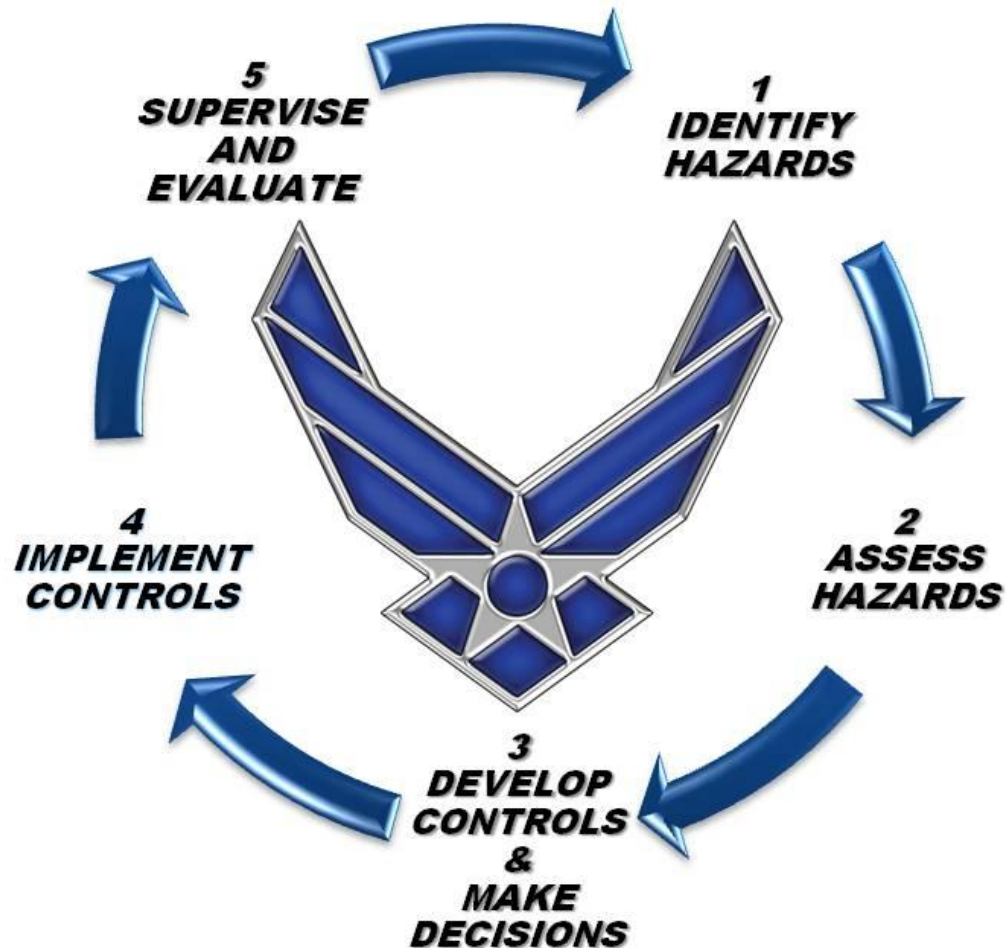 1
IDENTIFY
HAZARDS
2
ASSESS
HAZARDS
3
DEVELOP
CONTROLS
&
MAKE
DECISIONS
4
IMPLEMENT
CONTROLS
5
SUPERVISE
AND
EVALUATE